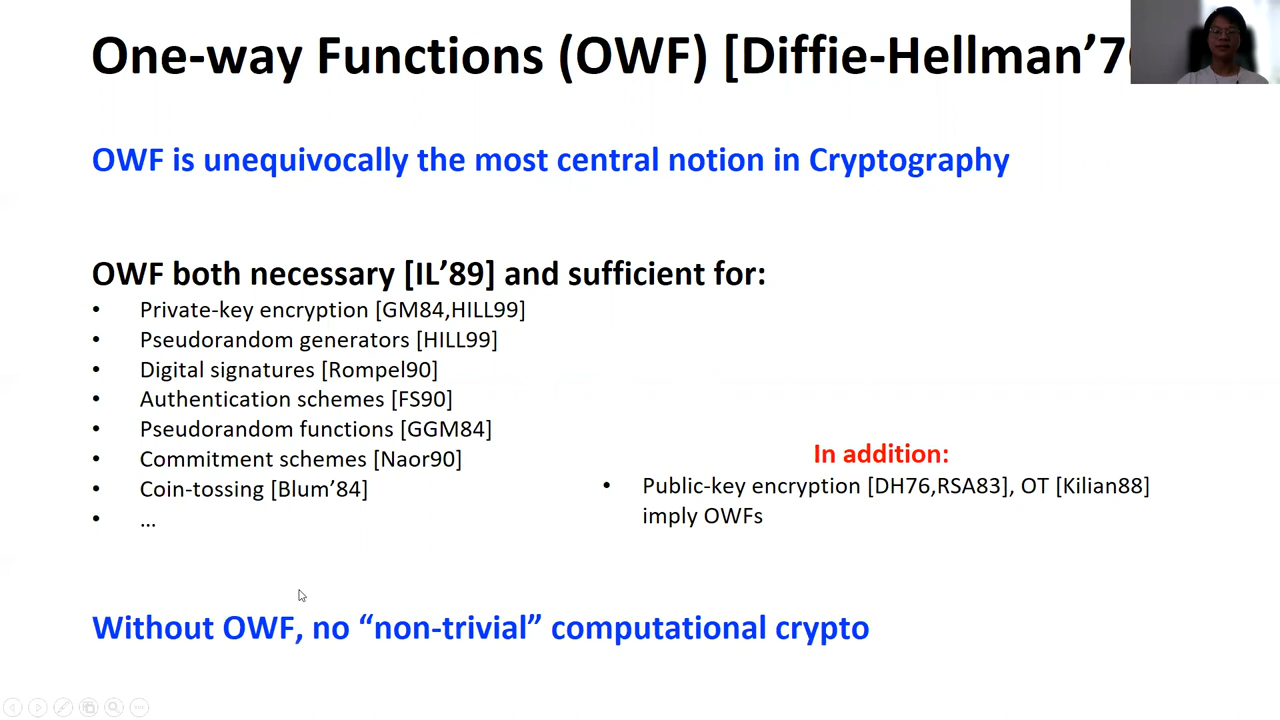 One-way Functions (OWF) [Diffie-Hellman’7
OWF is unequivocally the most central notion in Cryptography
OWF both necessary [IL’89] and sufficient for:
• Private-key encryption [GM84,HILL99]
• Pseudorandom generators [HILL99]
• Digital signatures [Rompel90]
• Authentication schemes [FS90]
• Pseudorandom functions [GGM84]
• Commitment schemes [Naor90]
• Coin-tossing [Blum’84]
• …
In addition:
• Public-key encryption [DH76,RSA83], OT [Kilian88]
imply OWFs
Without OWF, no “non-trivial” computational crypto